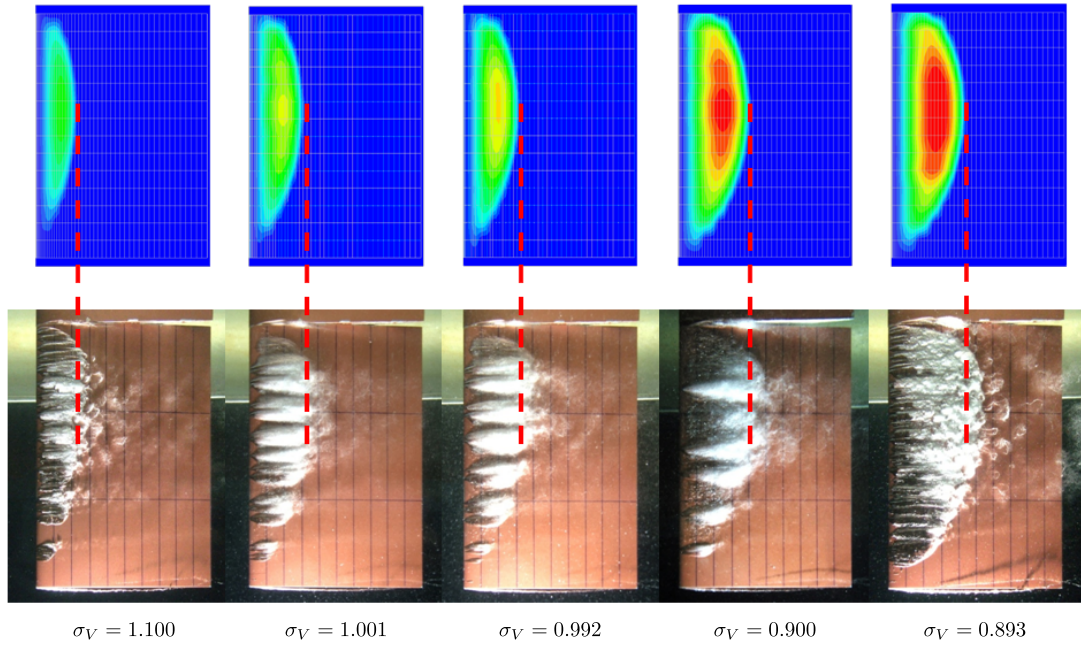 σ_V = 1.100
σ_V = 1.001
σ_V = 0.992
σ_V = 0.900
σ_V = 0.893